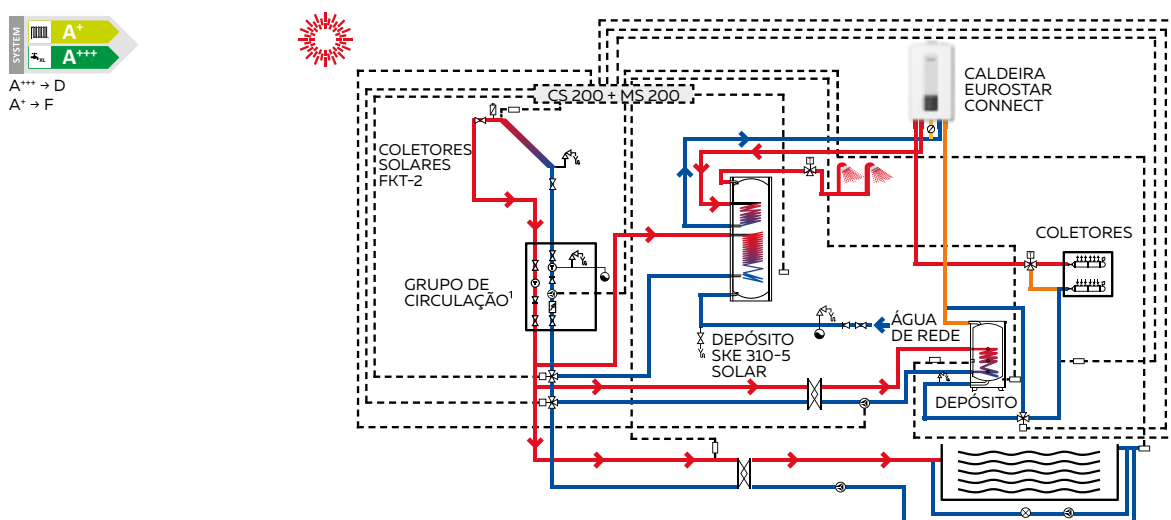 SYSTEM
A+
XL
A+++
A+++ → D
A+ → F
CS 200 + MS 200
CALDEIRA
EUROSTAR
CONNECT
COLETORES
SOLARES
FKT-2
COLETORES
GRUPO DE
CIRCULAÇÃO¹
ÁGUA
DE REDE
DEPÓSITO
SKE 310-5
SOLAR
DEPÓSITO